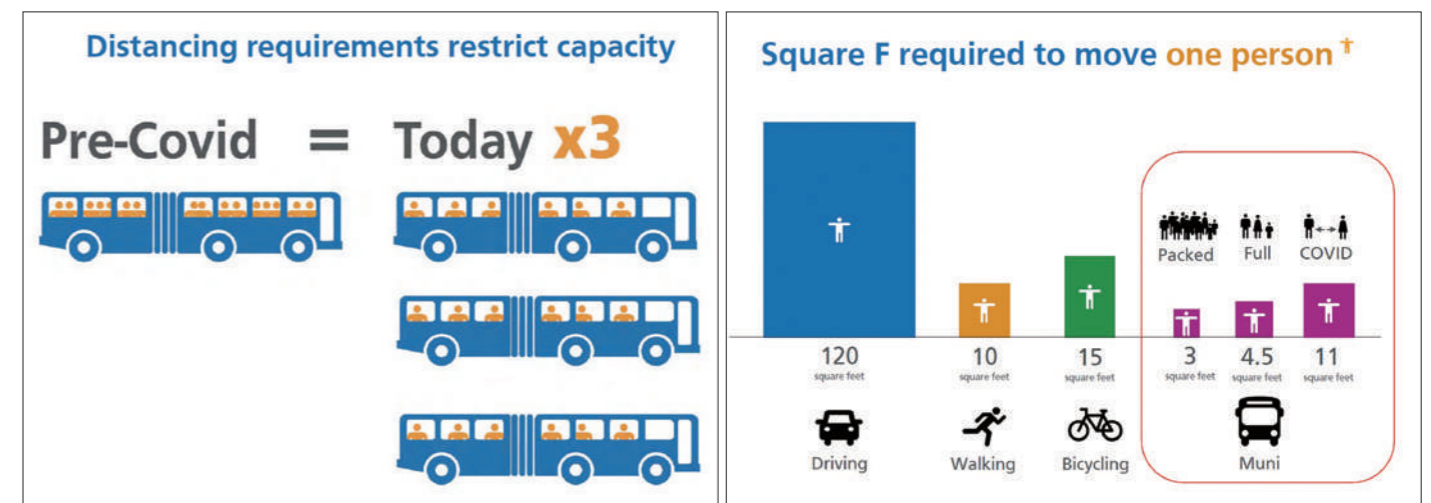 Distancing requirements restrict capacity
Pre-Covid = Today x3
Square F required to move one person
Packed Full COVID
120 10 15 3 4.5 11
square feet square feet square feet square feet square feet square feet
Driving Walking Bicycling Muni